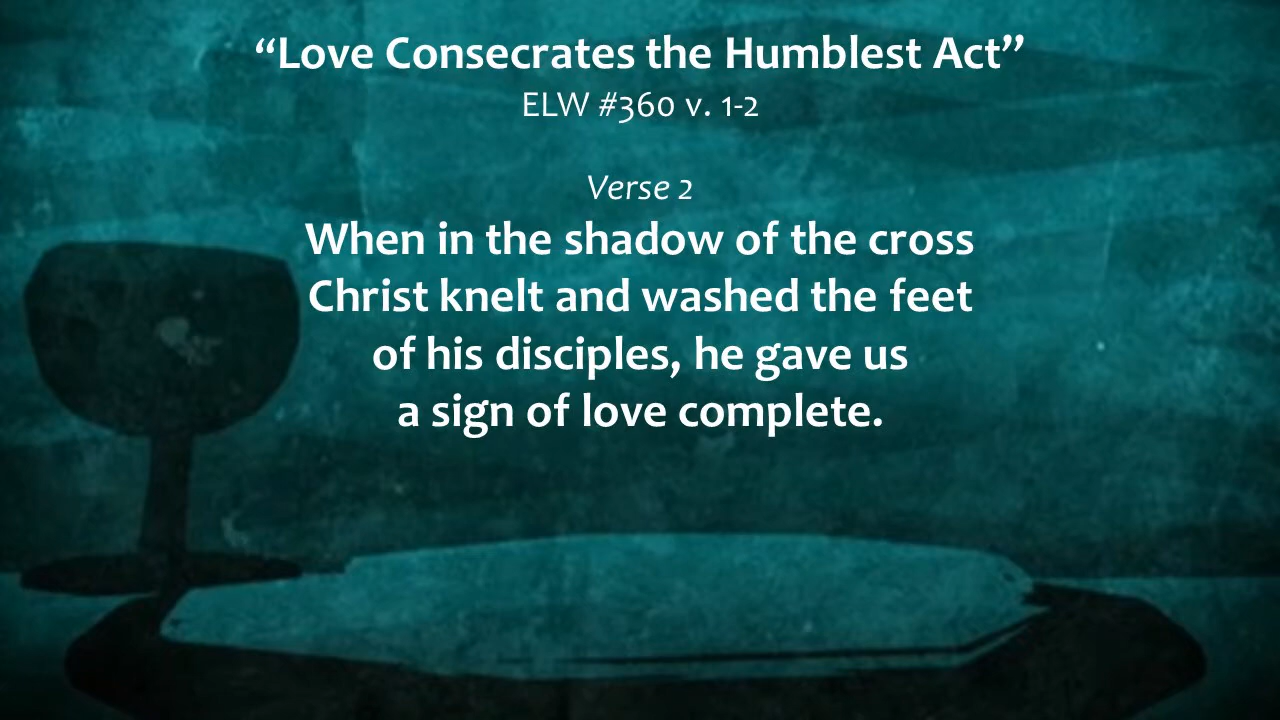 “Love Consecrates the Humblest Act”
ELW #360 v. 1-2
Verse 2
When in the shadow of the cross
Christ knelt and washed the feet
of his disciples, he gave us
a sign of love complete.